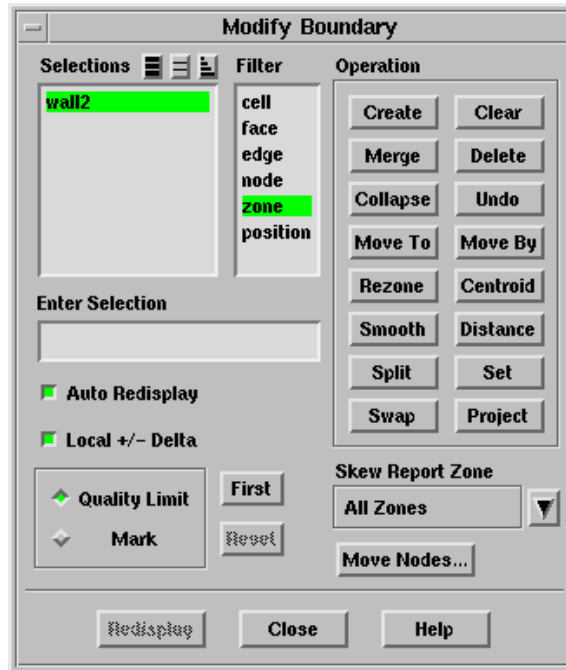 Modify Boundary
Selections
Filter
Operation
wall2
cell
face
edge
node
zone
position
Create
Clear
Merge
Delete
Collapse
Undo
Move To
Move By
Rezone
Centroid
Smooth
Distance
Split
Set
Swap
Project
Enter Selection
Auto Redisplay
Local +/- Delta
Quality Limit
Mark
First
Reset
Skew Report Zone
All Zones
Move Nodes...
Redisplay
Close
Help